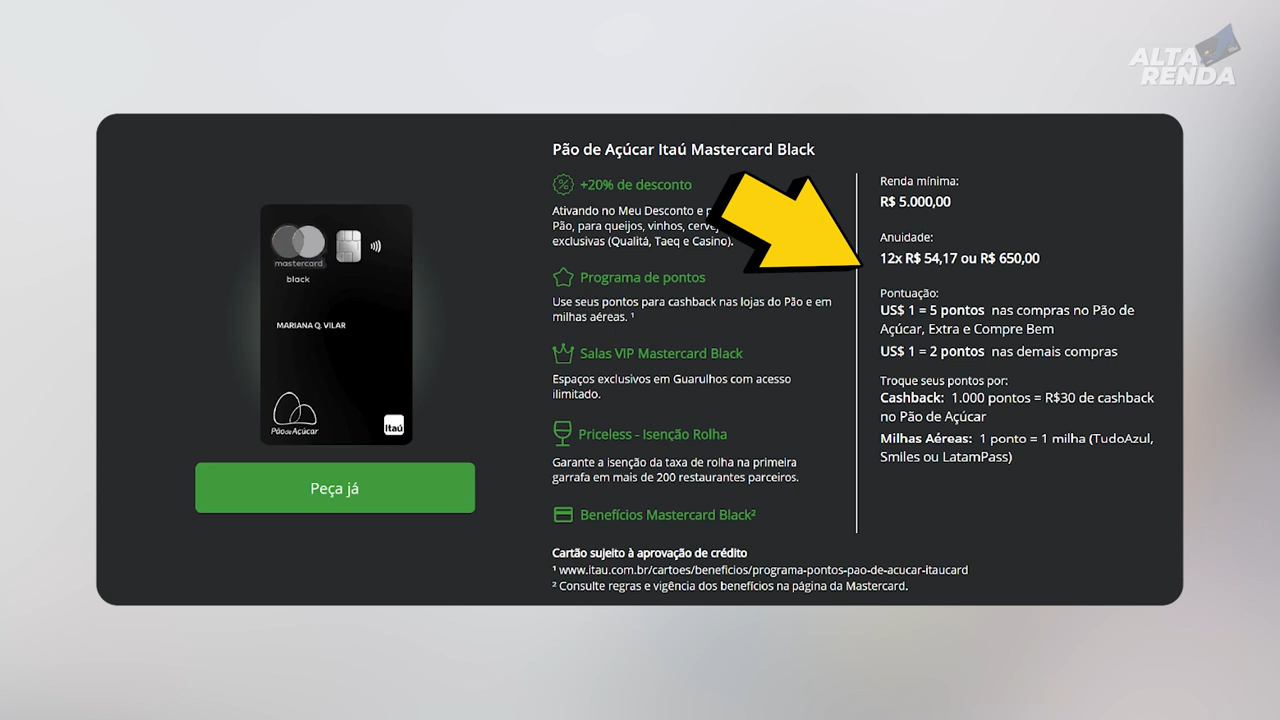 ALTA
RENDA
Pão de Açúcar Itaú Mastercard Black
+20% de desconto
Ativando no Meu Desconto e
Pão, para queijos, vinhos,
exclusivas (Qualitá, Taeq e Casino).
Programa de pontos
Use seus pontos para cashback nas lojas do Pão e em
milhas aéreas. ¹
Salas VIP Mastercard Black
Espaços exclusivos em Guarulhos com acesso
ilimitado.
Priceless - Isenção Rolha
Garante a isenção da taxa de rolha na primeira
garrafa em mais de 200 restaurantes parceiros.
Benefícios Mastercard Black²
Renda mínima:
R$ 5.000,00
Anuidade:
12x R$ 54,17 ou R$ 650,00
Pontuação:
US$ 1 = 5 pontos nas compras no Pão de
Açúcar, Extra e Compre Bem
US$ 1 = 2 pontos nas demais compras
Troque seus pontos por:
Cashback: 1.000 pontos = R$30 de cashback
no Pão de Açúcar
Milhas Aéreas: 1 ponto = 1 milha (TudoAzul,
Smiles ou LatamPass)
mastercard
black
MARIANA Q. VILAR
Pão de Açúcar
Itaú
Peça já
Cartão sujeito à aprovação de crédito
¹ www.itau.com.br/cartoes/beneficios/programa-pontos-pao-de-acucar-itaucard
² Consulte regras e vigência dos benefícios na página da Mastercard.